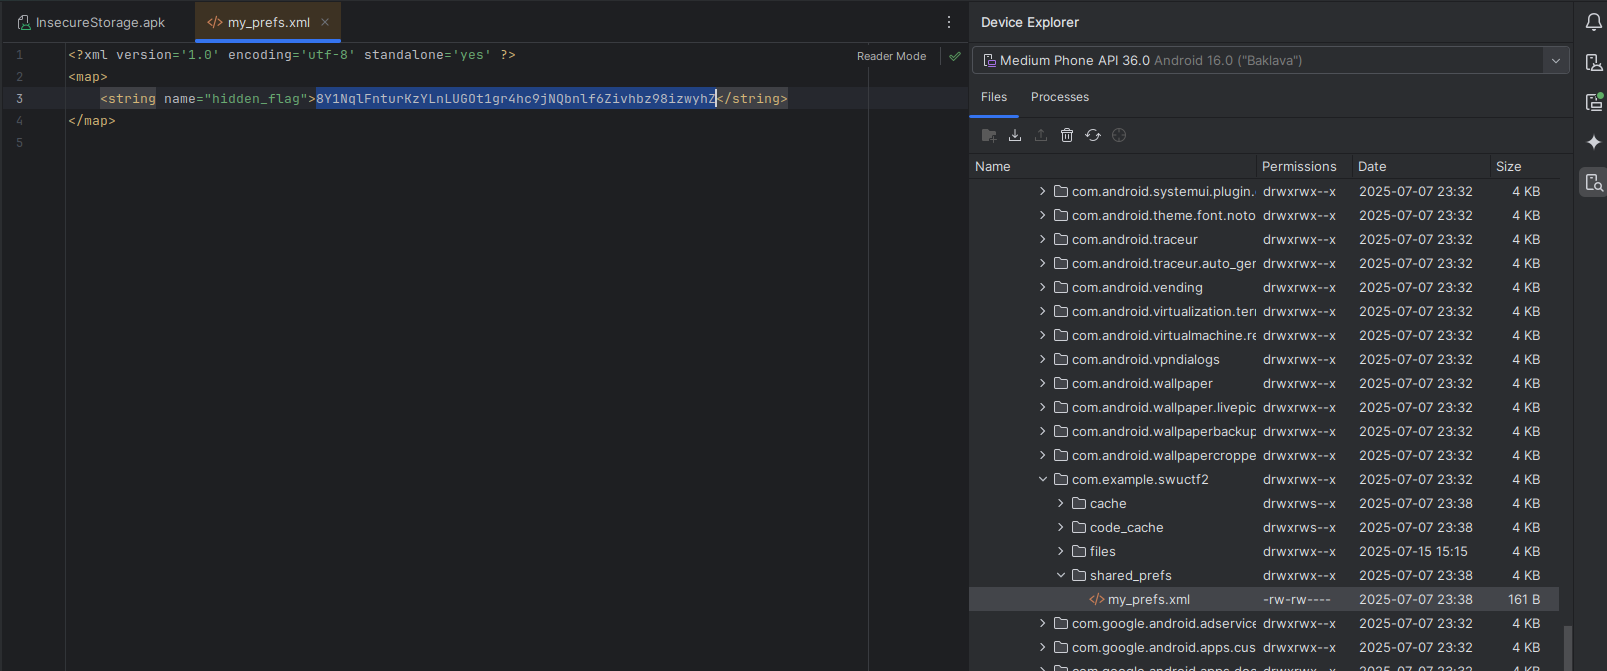 InsecureStorage.apk
my_prefs.xml
Device Explorer
1 <?xml version='1.0' encoding='utf-8' standalone='yes' ?>
2 <map>
3 <string name="hidden_flag">8Y1NqlFnturKzYLnLUGOt1gr4hc9jNQbnlf6Zivhbz98izwyhZ</string>
4 </map>
5
Reader Mode
Medium Phone API 36.0 Android 16.0 ("Baklava")
Files Processes
Name Permissions Date Size
com.android.systemui.plugin. drwxrwx--x 2025-07-07 23:32 4 KB
com.android.theme.font.noto drwxrwx--x 2025-07-07 23:32 4 KB
com.android.traceur drwxrwx--x 2025-07-07 23:32 4 KB
com.android.traceur.auto_ger drwxrwx--x 2025-07-07 23:32 4 KB
com.android.vending drwxrwx--x 2025-07-07 23:32 4 KB
com.android.virtualization.terr drwxrwx--x 2025-07-07 23:32 4 KB
com.android.virtualmachine.re drwxrwx--x 2025-07-07 23:32 4 KB
com.android.vpndialogs drwxrwx--x 2025-07-07 23:32 4 KB
com.android.wallpaper drwxrwx--x 2025-07-07 23:32 4 KB
com.android.wallpaper.livepic drwxrwx--x 2025-07-07 23:32 4 KB
com.android.wallpaperbackup drwxrwx--x 2025-07-07 23:32 4 KB
com.android.wallpapercroppe drwxrwx--x 2025-07-07 23:32 4 KB
com.example.swuctf2 drwxrwx--x 2025-07-07 23:32 4 KB
cache drwxrws--x 2025-07-07 23:38 4 KB
code_cache drwxrws--x 2025-07-07 23:38 4 KB
files drwxrwx--x 2025-07-15 15:15 4 KB
shared_prefs drwxrwx--x 2025-07-07 23:38 4 KB
my_prefs.xml -rw-rw---- 2025-07-07 23:38 161 B
com.google.android.adservice drwxrwx--x 2025-07-07 23:32 4 KB
com.google.android.apps.cus drwxrwx--x 2025-07-07 23:32 4 KB